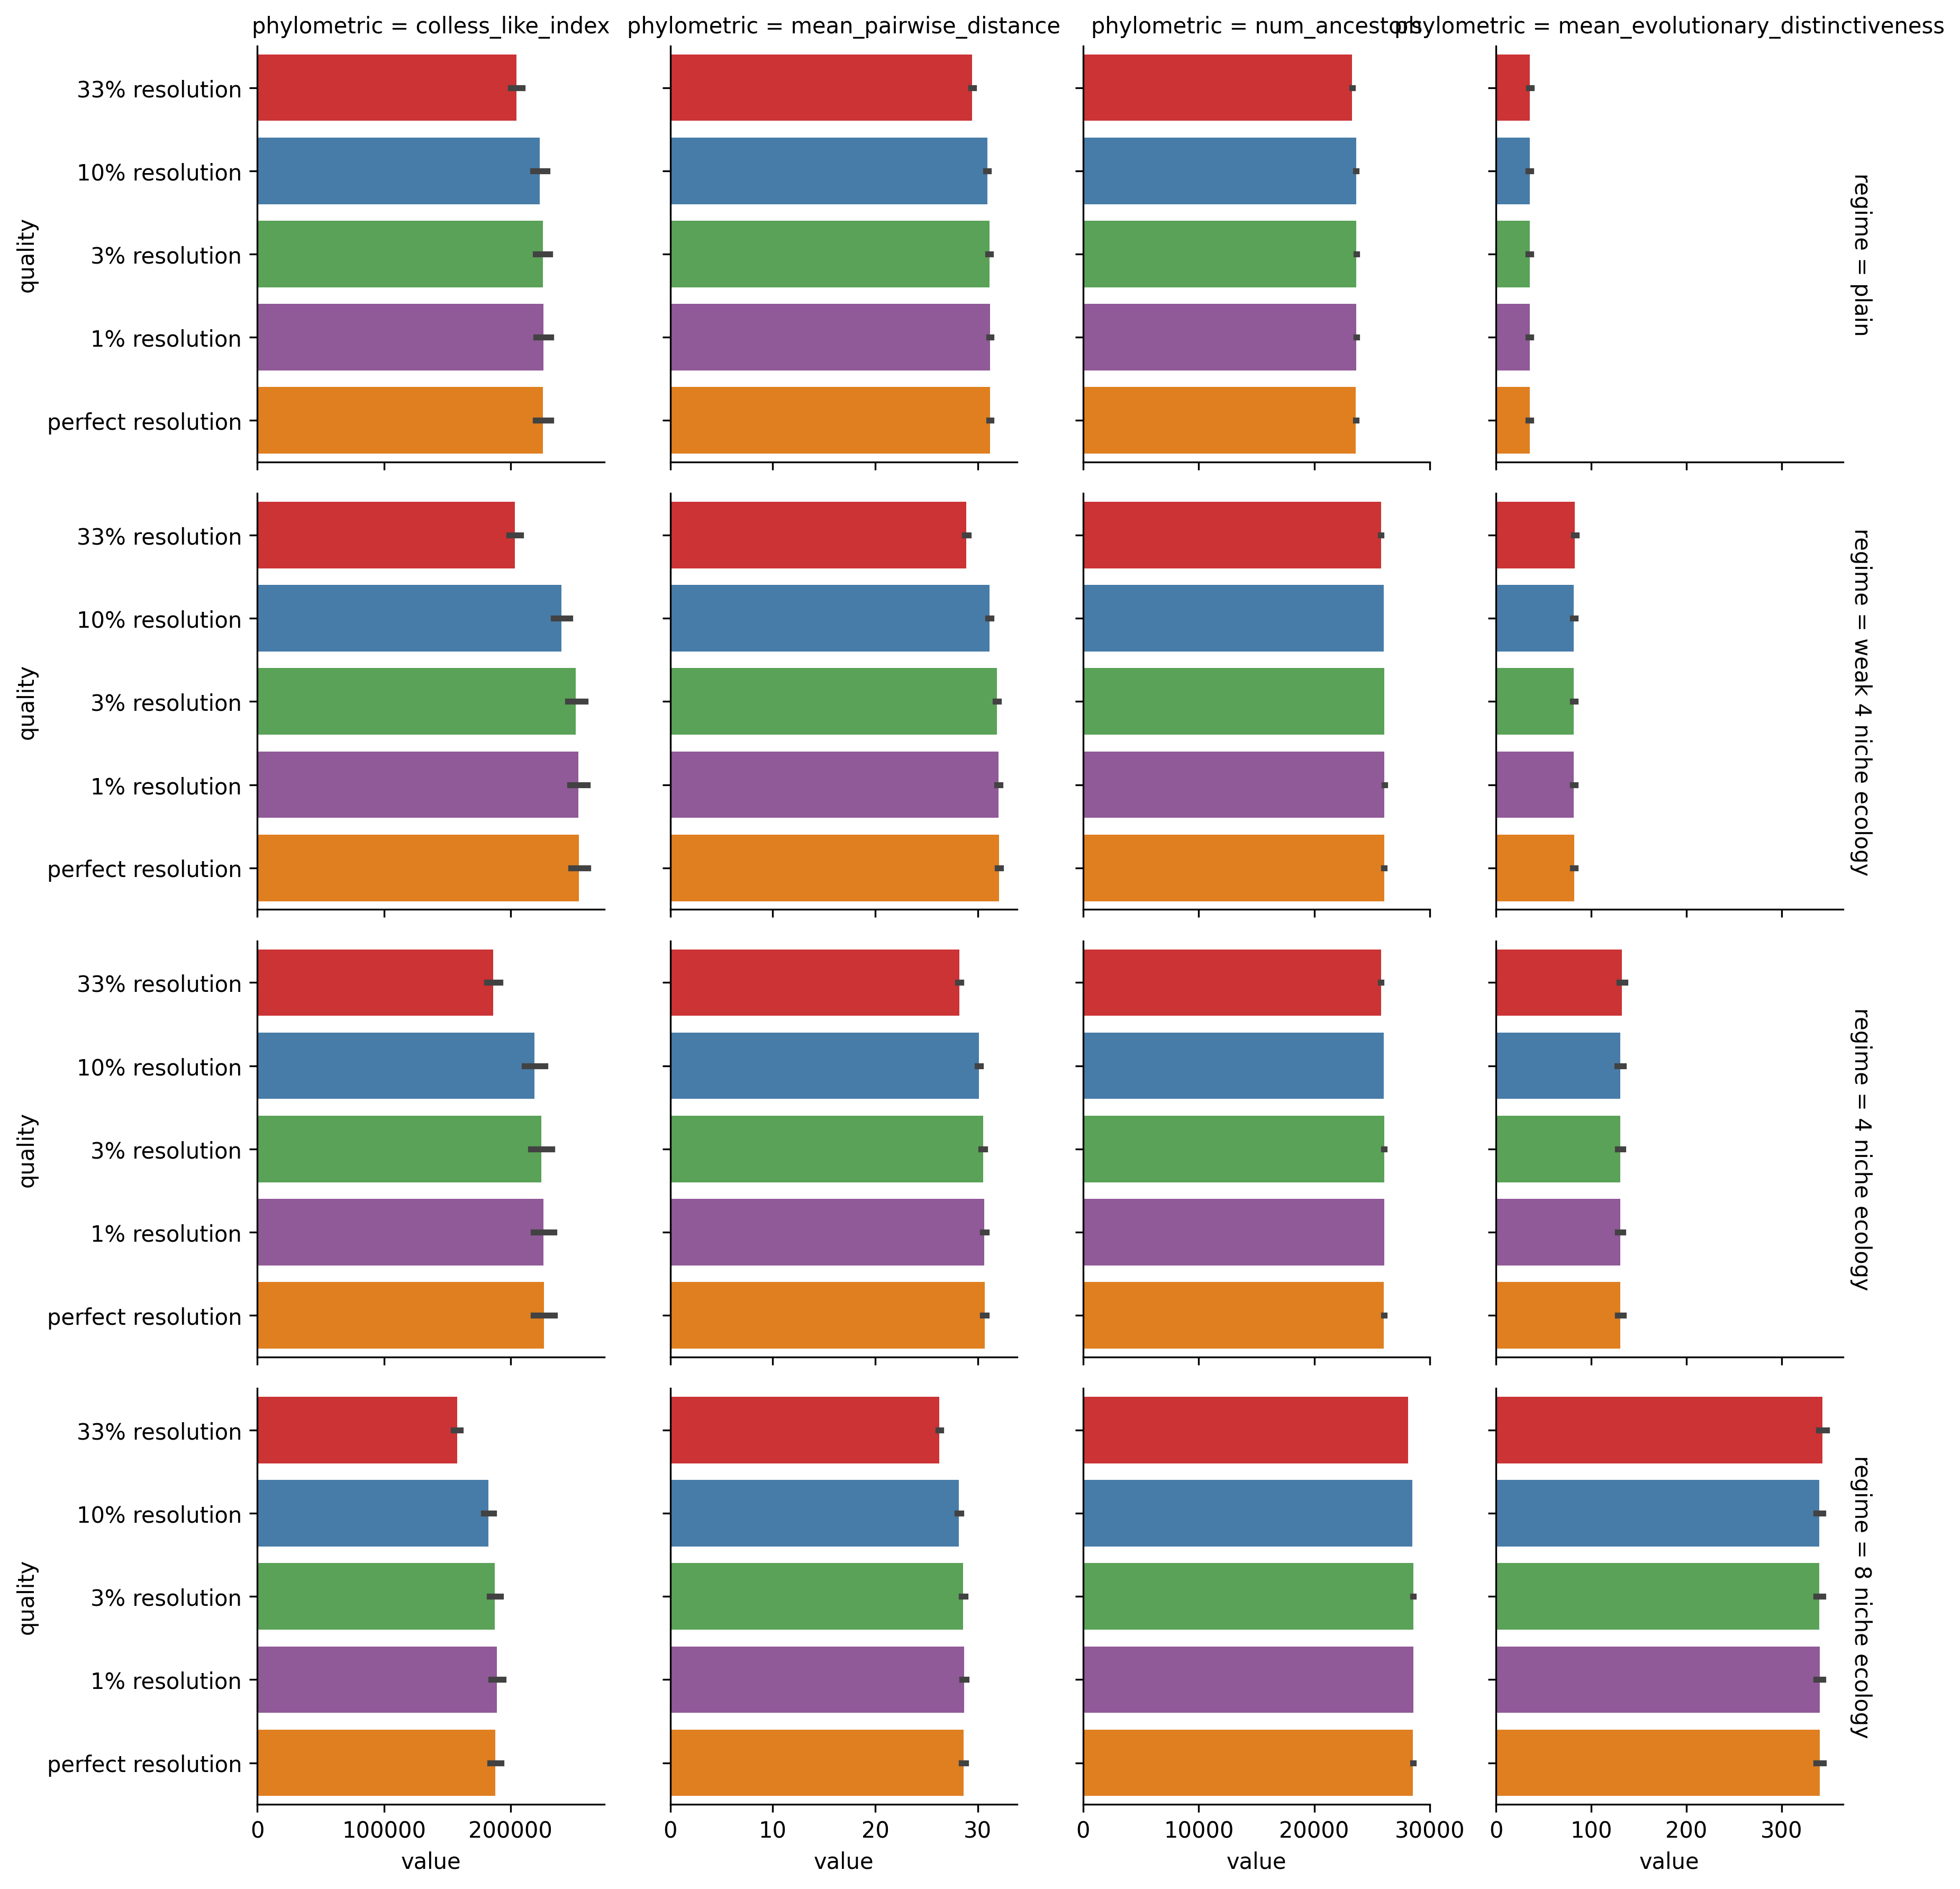 phylometric = colless_like_index
phylometric = mean_pairwise_distance
phylometric = num_ancestors
phylometric = mean_evolutionary_distinctiveness
quality
33% resolution
10% resolution
3% resolution
1% resolution
perfect resolution
regime = plain
quality
33% resolution
10% resolution
3% resolution
1% resolution
perfect resolution
regime = weak 4 niche ecology
quality
33% resolution
10% resolution
3% resolution
1% resolution
perfect resolution
regime = 4 niche ecology
quality
33% resolution
10% resolution
3% resolution
1% resolution
perfect resolution
regime = 8 niche ecology
0 100000 200000
value
0 10 20 30
value
0 10000 20000 30000
value
0 100 200 300
value